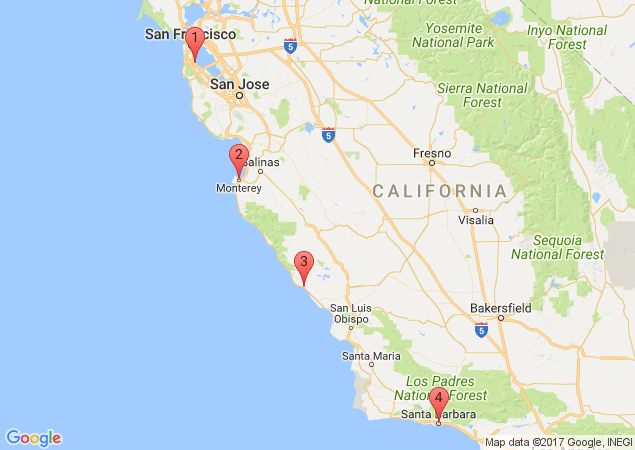 San Francisco
1
San Jose
Yosemite
National Park
Inyo National
Forest
5
Sierra National
Forest
5
2
Salinas
Monterey
Fresno
CALIFORNIA
Visalia
Sequoia
National Forest
3
San Luis
Obispo
Bakersfield
5
Santa Maria
Los Padres
National Forest
4
Santa Barbara
Google
Map data ©2017 Google, INEGI